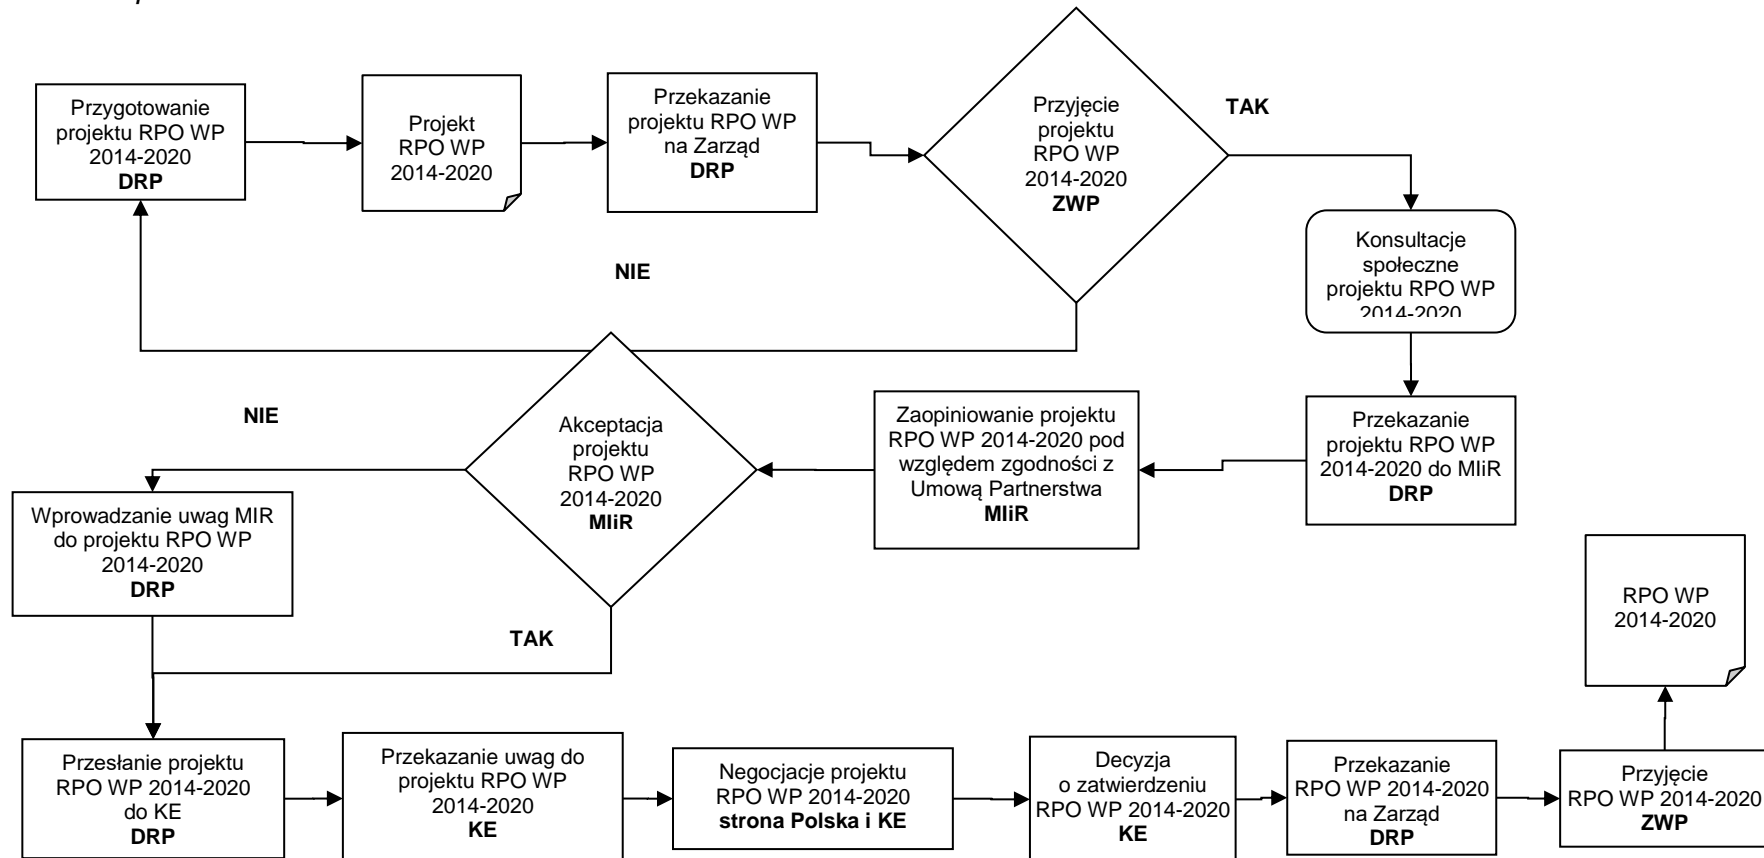 Przygotowanie
projektu RPO WP
2014-2020
DRP
Projekt
RPO WP
2014-2020
Przekazanie
projektu RPO WP
na Zarząd
DRP
Przyjęcie
projektu
RPO WP
2014-2020
ZWP
TAK
NIE
Konsultacje
społeczne
projektu RPO WP
2014-2020
Przekazanie
projektu RPO WP
2014-2020 do MIiR
DRP
Zaopiniowanie projektu
RPO WP 2014-2020 pod
względem zgodności z
Umową Partnerstwa
MIiR
Akceptacja
projektu
RPO WP
2014-2020
MIiR
NIE
Wprowadzanie uwag MIR
do projektu RPO WP
2014-2020
DRP
TAK
Przesłanie projektu
RPO WP 2014-2020
do KE
DRP
Przekazanie uwag do
projektu RPO WP
2014-2020
KE
Negocjacje projektu
RPO WP 2014-2020
strona Polska i KE
Decyzja
o zatwierdzeniu
RPO WP 2014-2020
KE
Przekazanie
RPO WP 2014-2020
na Zarząd
DRP
Przyjęcie
RPO WP 2014-2020
ZWP
RPO WP
2014-2020